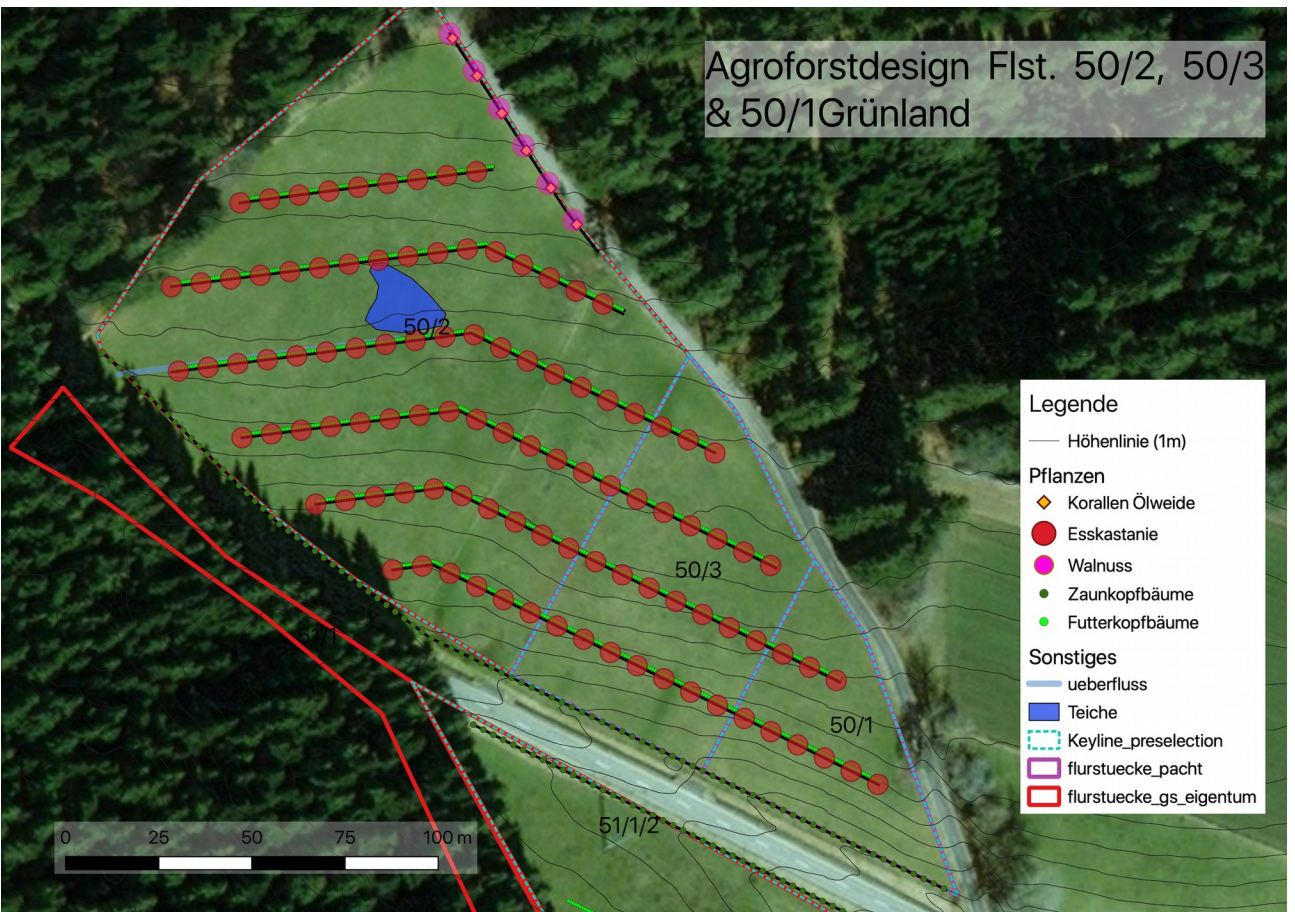 Agroforstdesign Flst. 50/2, 50/3
& 50/1Grünland
50/2
50/3
50/1
51/1
51/1/2
Legende
Höhenlinie (1m)
Pflanzen
Korallen Ölweide
Esskastanie
Walnuss
Zaunkopfbäume
Futterkopfbäume
Sonstiges
ueberfluss
Teiche
Keyline_preselection
flurstuecke_pacht
flurstuecke_gs_eigentum
0 25 50 75 100 m